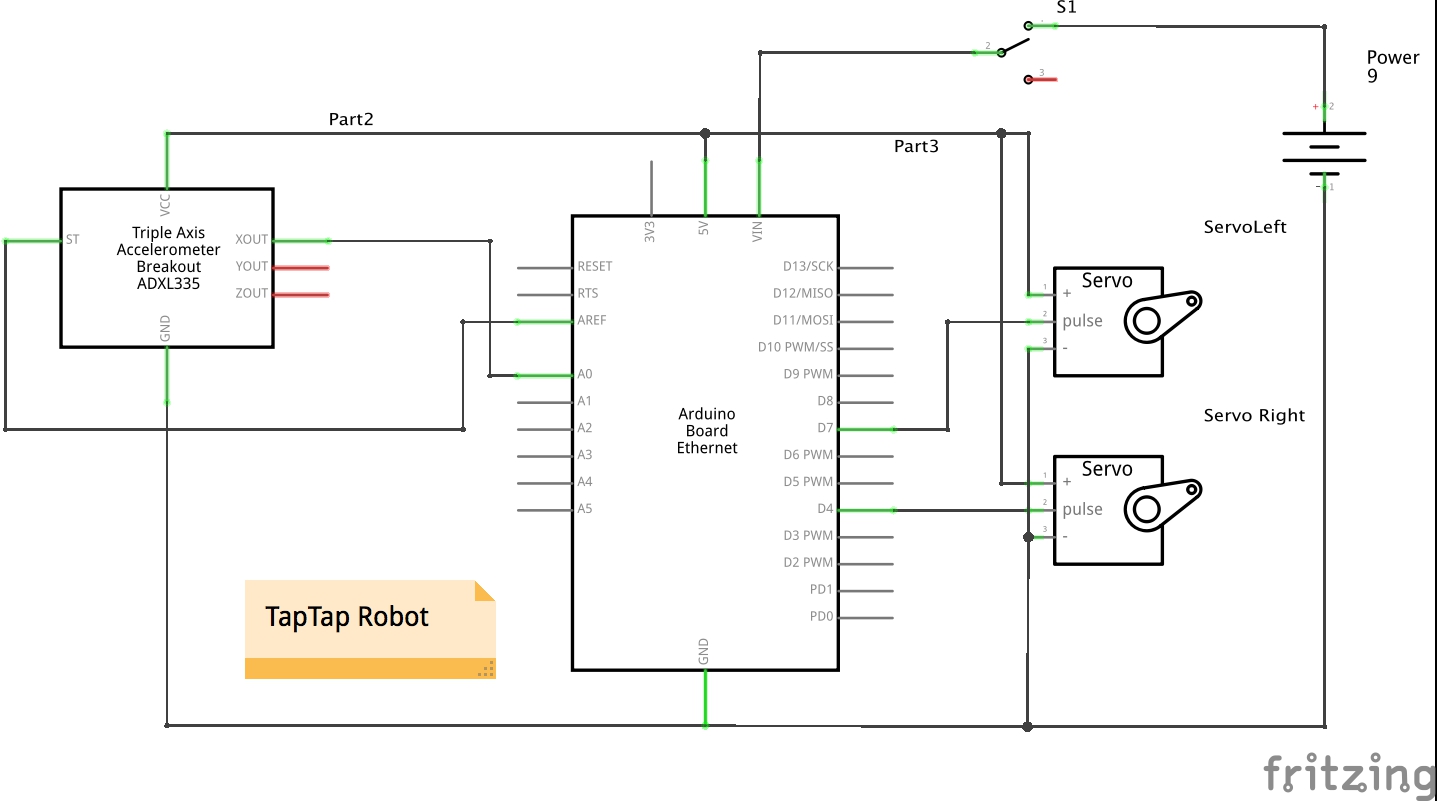 S1
1
2
3
Power
9
+ 2
- 1
Part2
Part3
VCC
ST
Triple Axis
Accelerometer
Breakout
ADXL335
XOUT
YOUT
ZOUT
GND
3V3
5V
VIN
RESET
RTS
AREF
A0
A1
A2
A3
A4
A5
Arduino
Board
Ethernet
D13/SCK
D12/MISO
D11/MOSI
D10 PWM/SS
D9 PWM
D8
D7
D6 PWM
D5 PWM
D4
D3 PWM
D2 PWM
PD1
PD0
GND
ServoLeft
Servo
1 +
2 pulse
3 -
Servo Right
Servo
1 +
2 pulse
3 -
TapTap Robot
fritzing